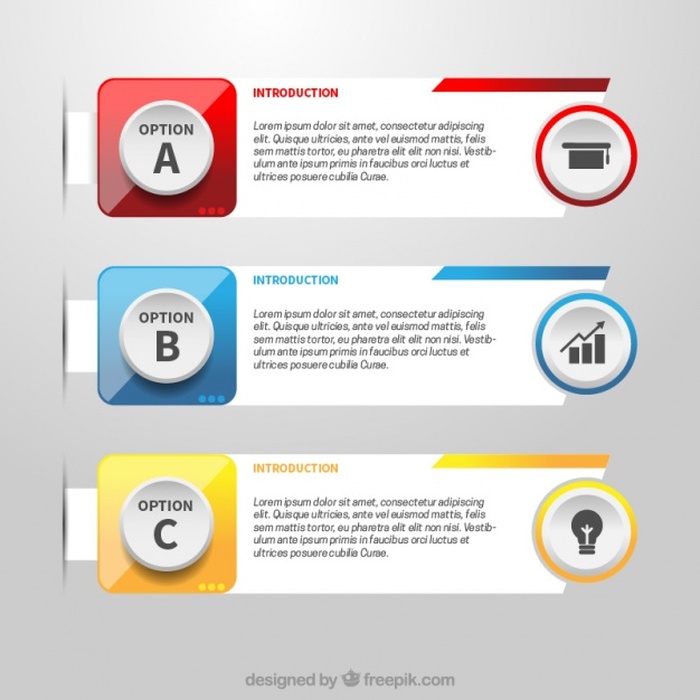 INTRODUCTION
OPTION
A
Lorem ipsum dolor sit amet, consectetur adipiscing
elit. Quisque ultricies, ante vel euismod mattis, felis
sem mattis tortor, eu pharetra elit elit non nisi. Vestib-
ulum ante ipsum primis in faucibus orci luctus et
ultrices posuere cubilia Curae.
INTRODUCTION
OPTION
B
Lorem ipsum dolor sit amet, consectetur adipiscing
elit. Quisque ultricies, ante vel euismod mattis, felis
sem mattis tortor, eu pharetra elit elit non nisi. Vestib-
ulum ante ipsum primis in faucibus orci luctus et
ultrices posuere cubilia Curae.
INTRODUCTION
OPTION
C
Lorem ipsum dolor sit amet, consectetur adipiscing
elit. Quisque ultricies, ante vel euismod mattis, felis
sem mattis tortor, eu pharetra elit elit non nisi. Vestib-
ulum ante ipsum primis in faucibus orci luctus et
ultrices posuere cubilia Curae.
designed by freepik.com